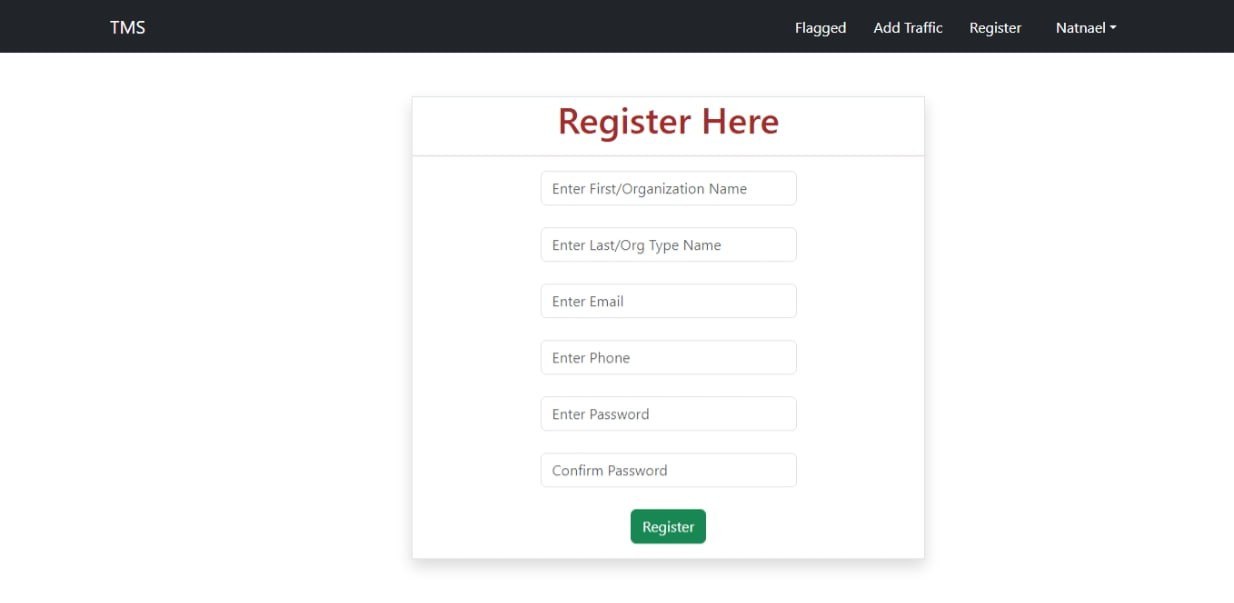 TMS Flagged Add Traffic Register Natnael
Register Here
Enter First/Organization Name
Enter Last/Org Type Name
Enter Email
Enter Phone
Enter Password
Confirm Password
Register